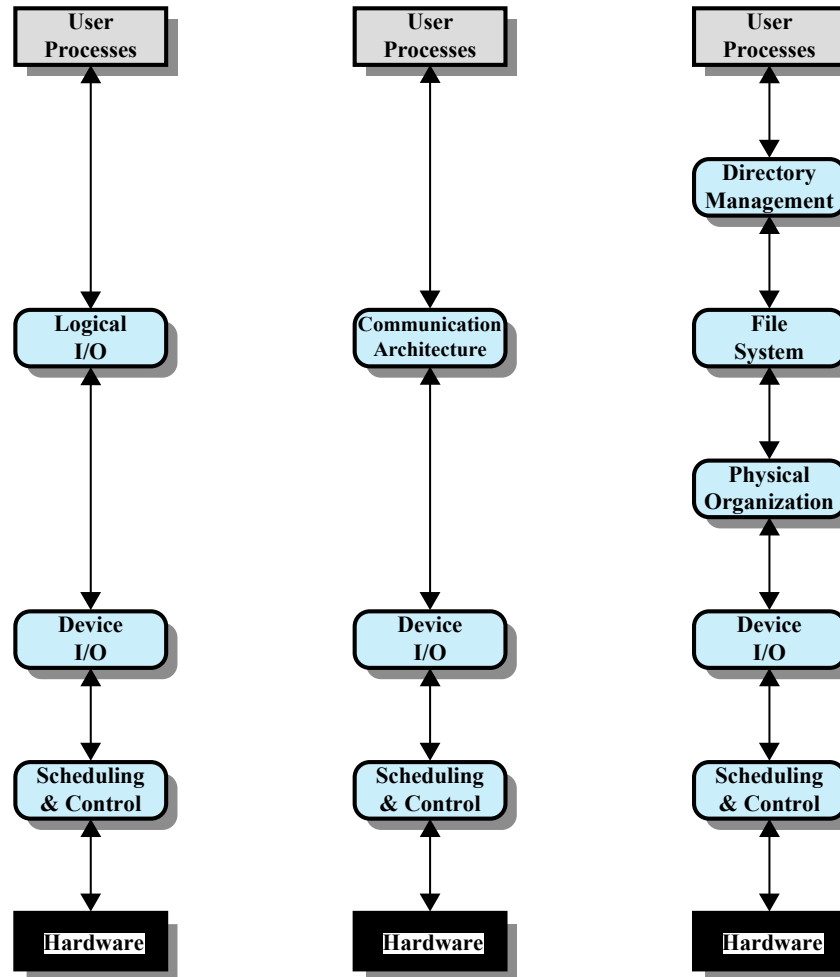 User
Processes
Logical
I/O
Device
I/O
Scheduling
& Control
Hardware
User
Processes
Communication
Architecture
Device
I/O
Scheduling
& Control
Hardware
User
Processes
Directory
Management
File
System
Physical
Organization
Device
I/O
Scheduling
& Control
Hardware